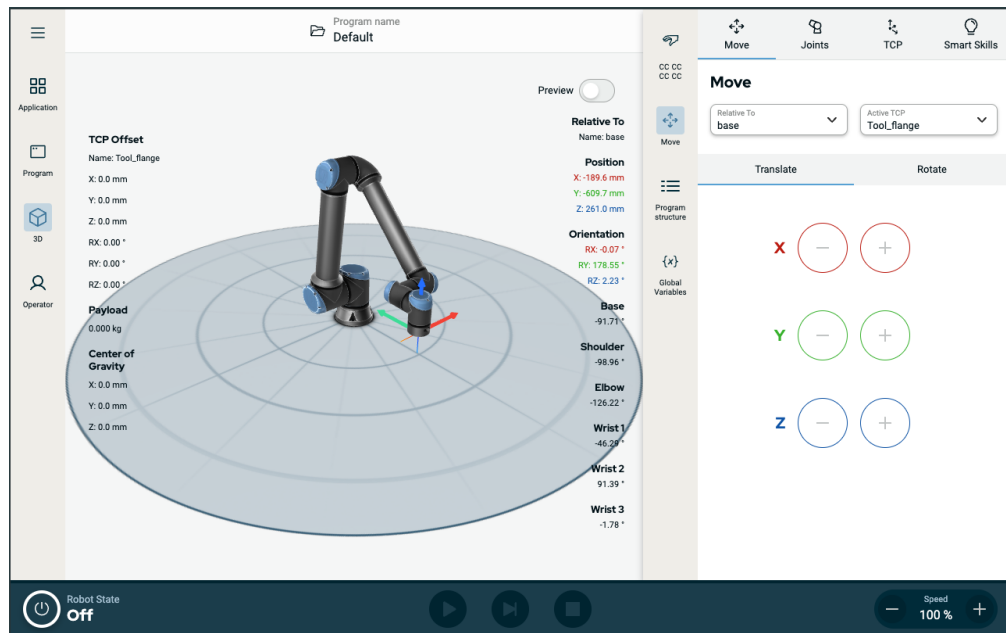 Program name
Default
Application
Program
3D
Operator
Preview
TCP Offset
Name: Tool_flange
X: 0.0 mm
Y: 0.0 mm
Z: 0.0 mm
RX: 0.00 °
RY: 0.00 °
RZ: 0.00 °
Payload
0.000 kg
Center of
Gravity
X: 0.0 mm
Y: 0.0 mm
Z: 0.0 mm
Relative To
Name: base
Position
X: -189.6 mm
Y: -609.7 mm
Z: 261.0 mm
Orientation
RX: -0.07 °
RY: 178.55 °
RZ: 2.23 °
Base
-91.71 °
Shoulder
-98.96 °
Elbow
-126.22 °
Wrist 1
-46.29 °
Wrist 2
91.39 °
Wrist 3
-1.78 °
CC CC
CC CC
Move
Program
structure
{x}
Global
Variables
Move
Joints
TCP
Smart Skills
Move
Relative To
base
Active TCP
Tool_flange
Translate
Rotate
X − +
Y − +
Z − +
Robot State
Off
Speed
− 100 % +